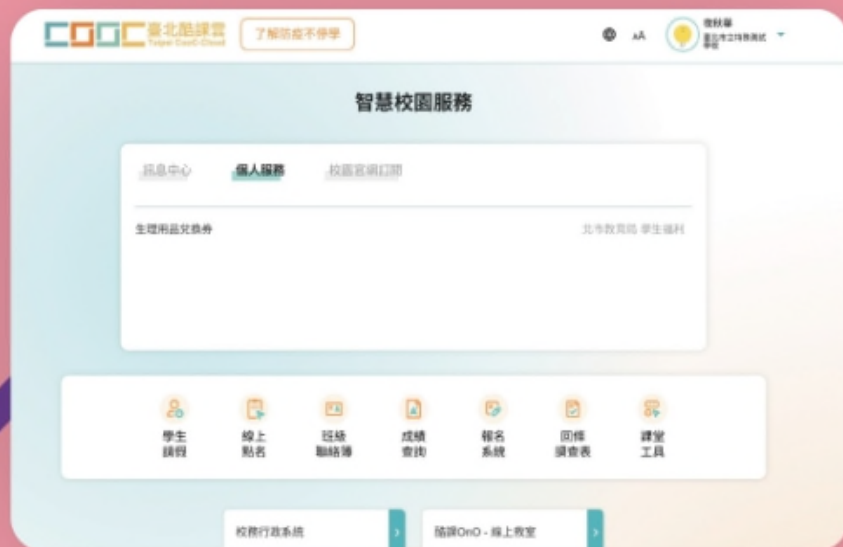 COOC 臺北酷課雲
Taipei CooC-Cloud
了解防疫不停學
AA
智慧校園服務
訊息中心
個人服務
校園官網訂閱
生理用品兌換券
北市教育局 學生福利
學生
請假
線上
點名
班級
聯絡簿
成績
查詢
報名
系統
回條
調查表
課堂
工具
校務行政系統
酷課OnO - 線上教室